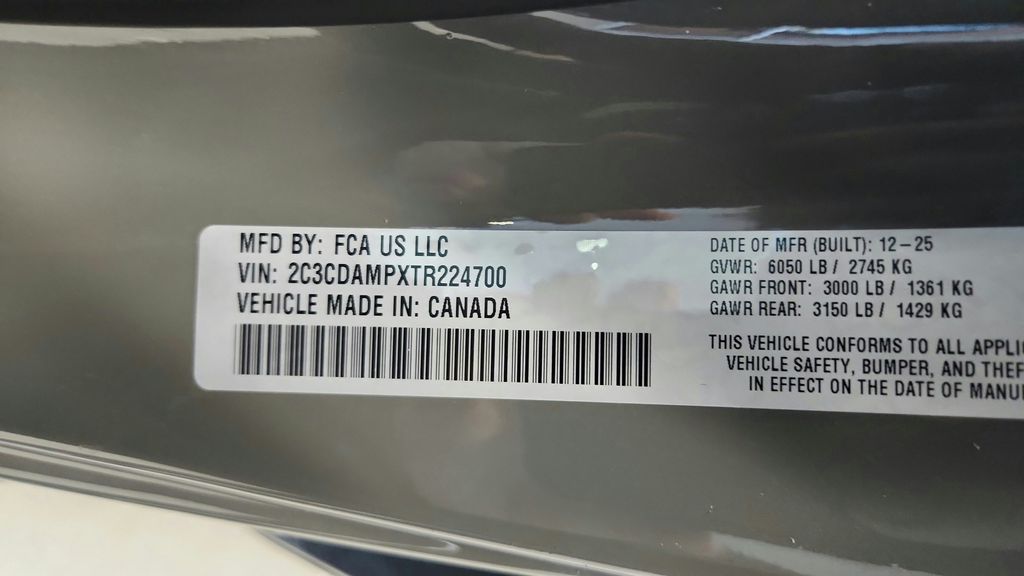 MFD BY: FCA US LLC
VIN: 2C3CDAMPXTR224700
VEHICLE MADE IN: CANADA
DATE OF MFR (BUILT): 12-25
GVWR: 6050 LB / 2745 KG
GAWR FRONT: 3000 LB / 1361 KG
GAWR REAR: 3150 LB / 1429 KG
THIS VEHICLE CONFORMS TO ALL APPLIC
VEHICLE SAFETY, BUMPER, AND THEF
IN EFFECT ON THE DATE OF MANU